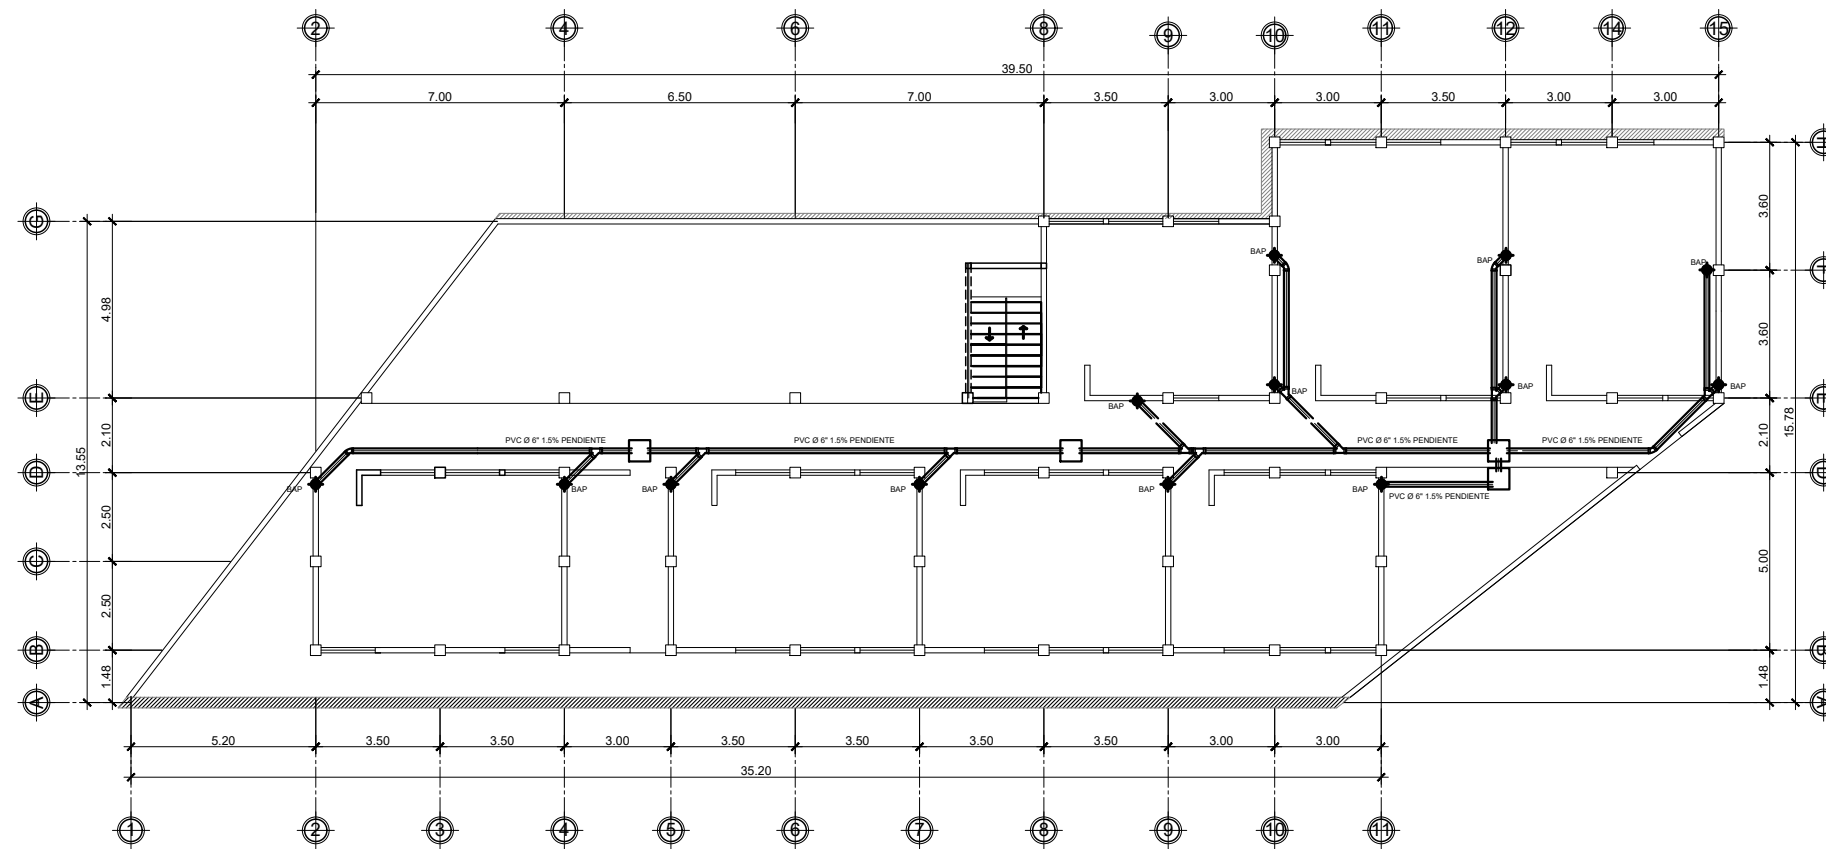 2
4
6
8
9
10
11
12
14
15
39.50
7.00
6.50
7.00
3.50
3.00
3.00
3.50
3.00
3.00
H
G
F
E
D
C
B
A
13.55
4.98
2.10
2.50
2.50
1.48
3.60
3.60
2.10
15.78
5.00
1.48
E
D
B
A
BAP
BAP
BAP
BAP
BAP
BAP
BAP
PVC Ø 6" 1.5% PENDIENTE
PVC Ø 6" 1.5% PENDIENTE
PVC Ø 6" 1.5% PENDIENTE
PVC Ø 6" 1.5% PENDIENTE
BAP
BAP
BAP
BAP
BAP
BAP
PVC Ø 6" 1.5% PENDIENTE
5.20
3.50
3.50
3.00
3.50
3.50
3.50
3.50
3.00
3.00
35.20
1
2
3
4
5
6
7
8
9
10
11